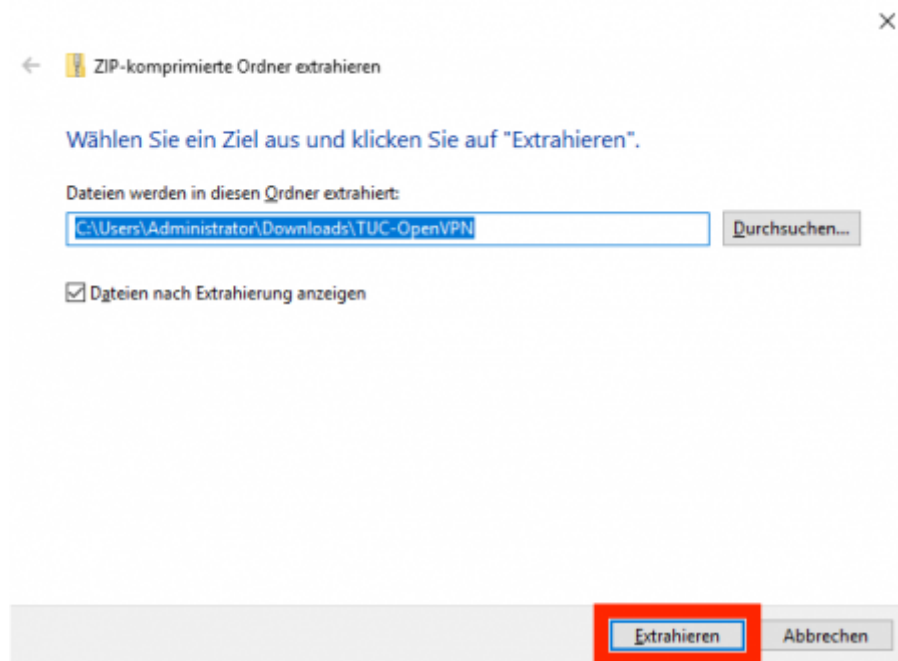 ZIP-komprimierte Ordner extrahieren
Wählen Sie ein Ziel aus und klicken Sie auf "Extrahieren".
Dateien werden in diesen Ordner extrahiert:
C:\Users\Administrator\Downloads\TUC-OpenVPN
Durchsuchen...
Dateien nach Extrahierung anzeigen
Extrahieren
Abbrechen